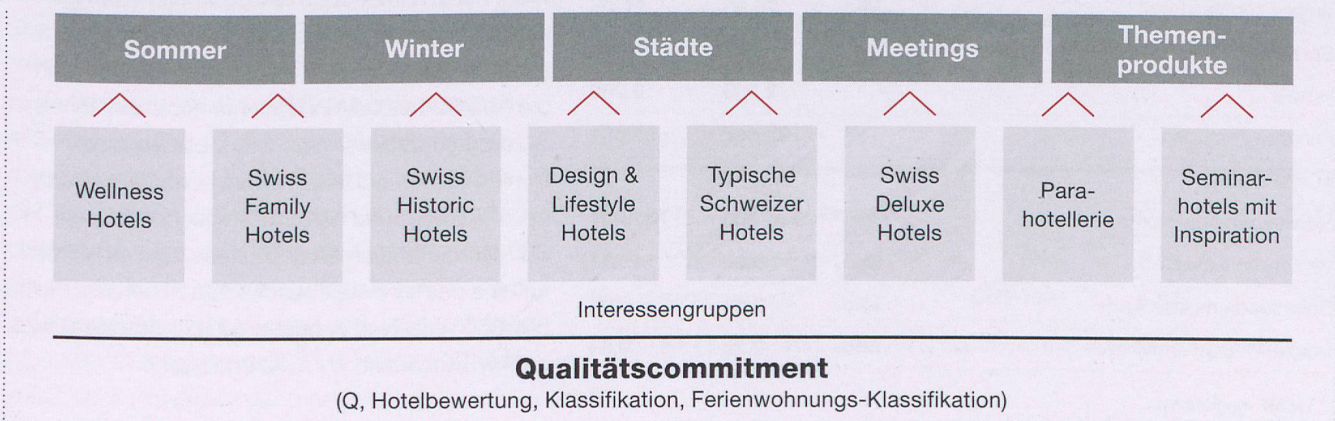 Sommer
Winter
Städte
Meetings
Themen-
produkte
Wellness
Hotels
Swiss
Family
Hotels
Swiss
Historic
Hotels
Design &
Lifestyle
Hotels
Typische
Schweizer
Hotels
Swiss
Deluxe
Hotels
Para-
hotellerie
Seminar-
hotels mit
Inspiration
Interessengruppen
Qualitätscommitment
(Q, Hotelbewertung, Klassifikation, Ferienwohnungs-Klassifikation)